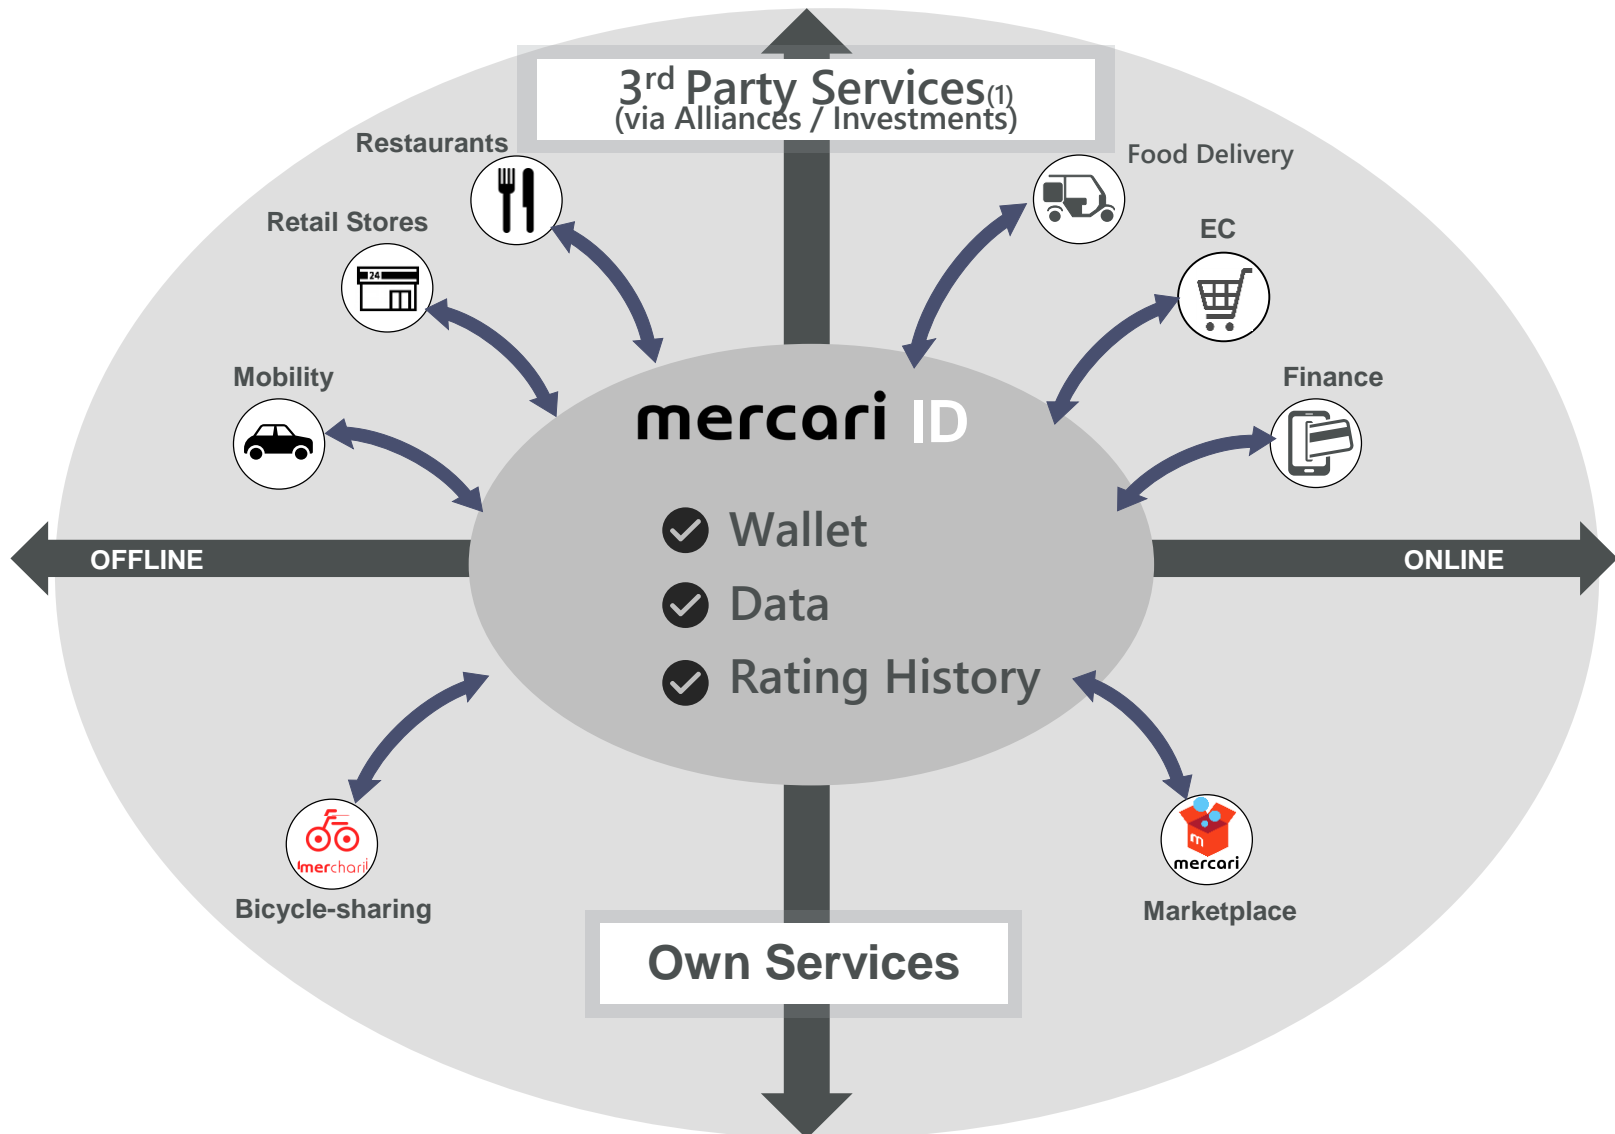 3rd Party Services(1)
(via Alliances / Investments)
Restaurants
Food Delivery
Retail Stores
24
EC
Mobility
Finance
mercari ID
Wallet
OFFLINE
ONLINE
Data
Rating History
merchari
Bicycle-sharing
m
mercari
Marketplace
Own Services